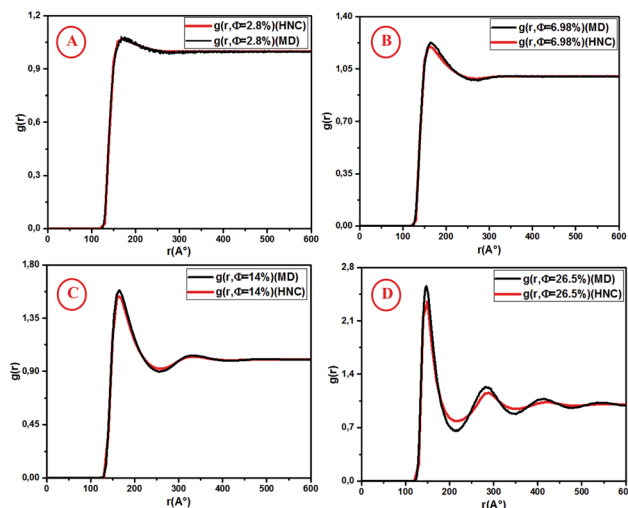 A
g(r,Φ=2.8%)(HNC)
g(r,Φ=2.8%)(MD)
1,2
0,9
0,6
0,3
0,0
g(r)
0 100 200 300 400 500 600
r(A°)
B
g(r,Φ=6.98%)(MD)
g(r,Φ=6.98%)(HNC)
1,40
1,05
0,70
0,35
0,00
g(r)
0 100 200 300 400 500 600
r(A°)
C
g(r,Φ=14%)(MD)
g(r,Φ=14%)(HNC)
1,80
1,35
0,90
0,45
0,00
g(r)
0 100 200 300 400 500 600
r(A°)
D
g(r,Φ=26.5%)(MD)
g(r,Φ=26.5%)(HNC)
2,8
2,1
1,4
0,7
0,0
g(r)
0 100 200 300 400 500 600
r(A°)